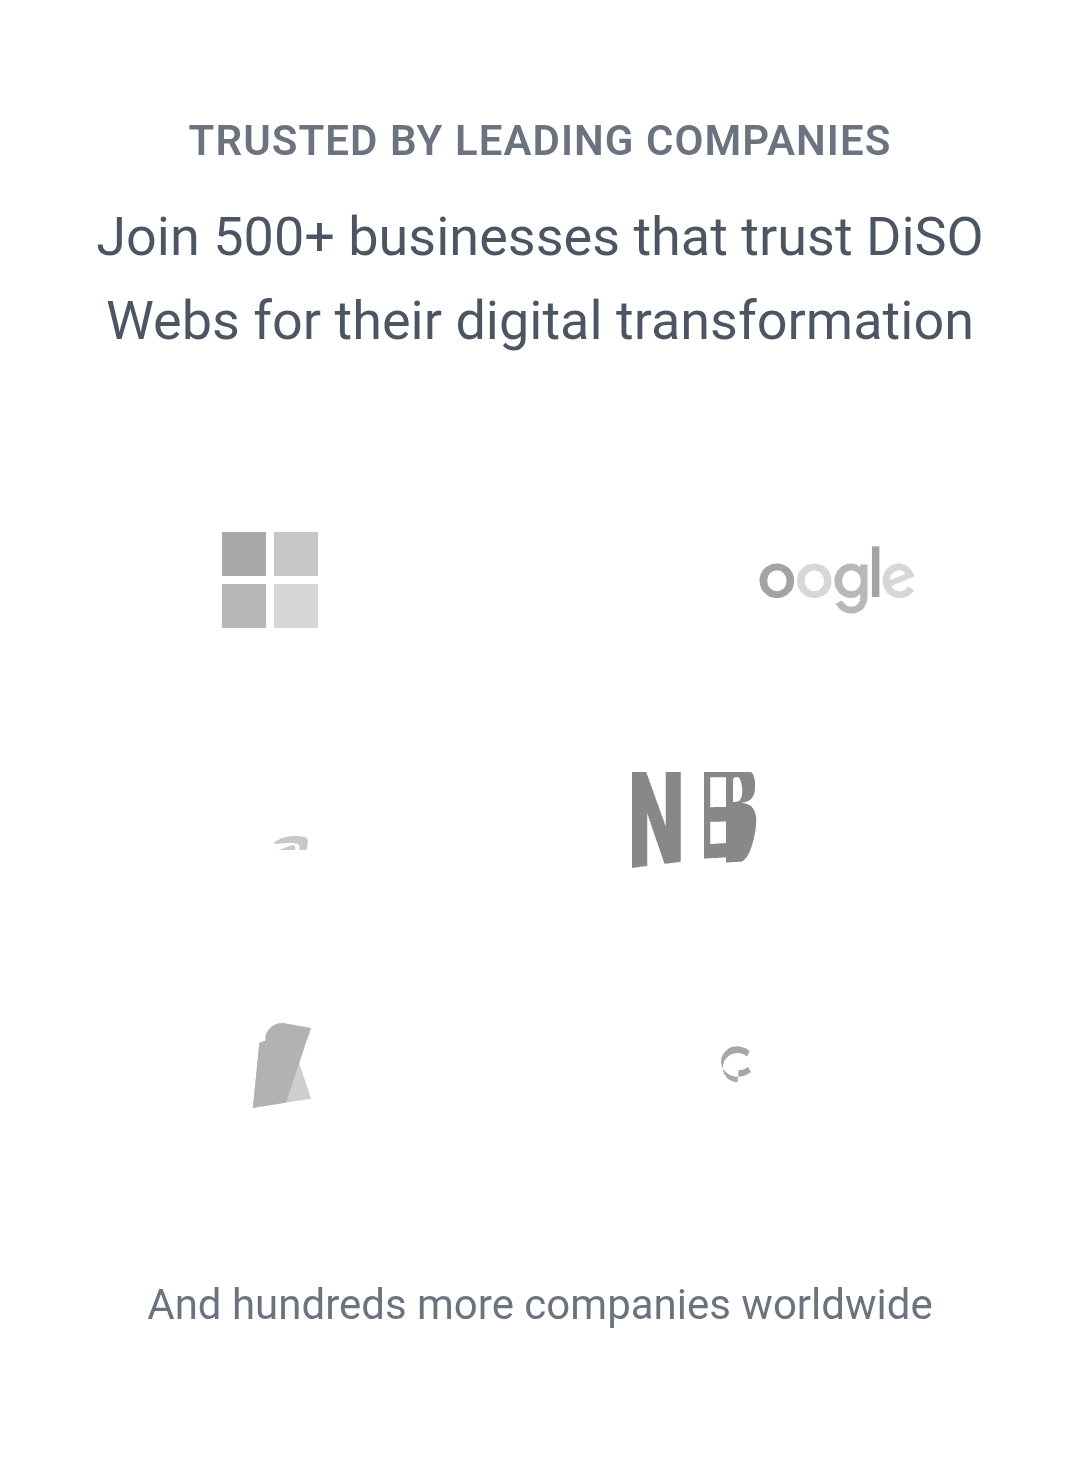 TRUSTED BY LEADING COMPANIES
Join 500+ businesses that trust DiSO
Webs for their digital transformation
oogle
N B
And hundreds more companies worldwide